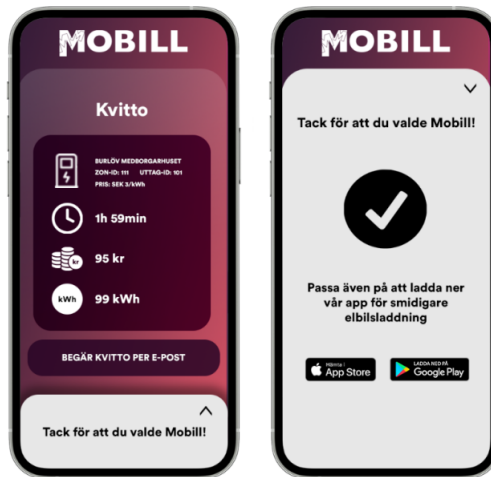 MOBILL
Kvitto
BURLÖV MEDBORGARHUSET
ZON-ID: 111 UTTAG-ID: 101
PRIS: SEK 3/kWh
1h 59min
kr
95 kr
kWh
99 kWh
BEGÄR KVITTO PER E-POST
Tack för att du valde Mobill!
MOBILL
Tack för att du valde Mobill!
Passa även på att ladda ner
vår app för smidigare
elbilsladdning
Hämta i
App Store
LADDA NED PÅ
Google Play